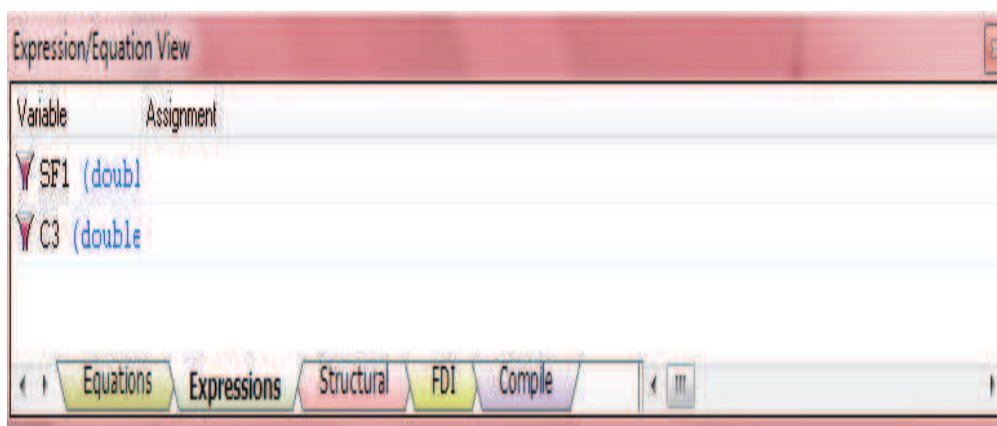 Expression/Equation View
Variable Assignment
SF1 (doubl
C3 (double
Equations Expressions Structural FDI Compile